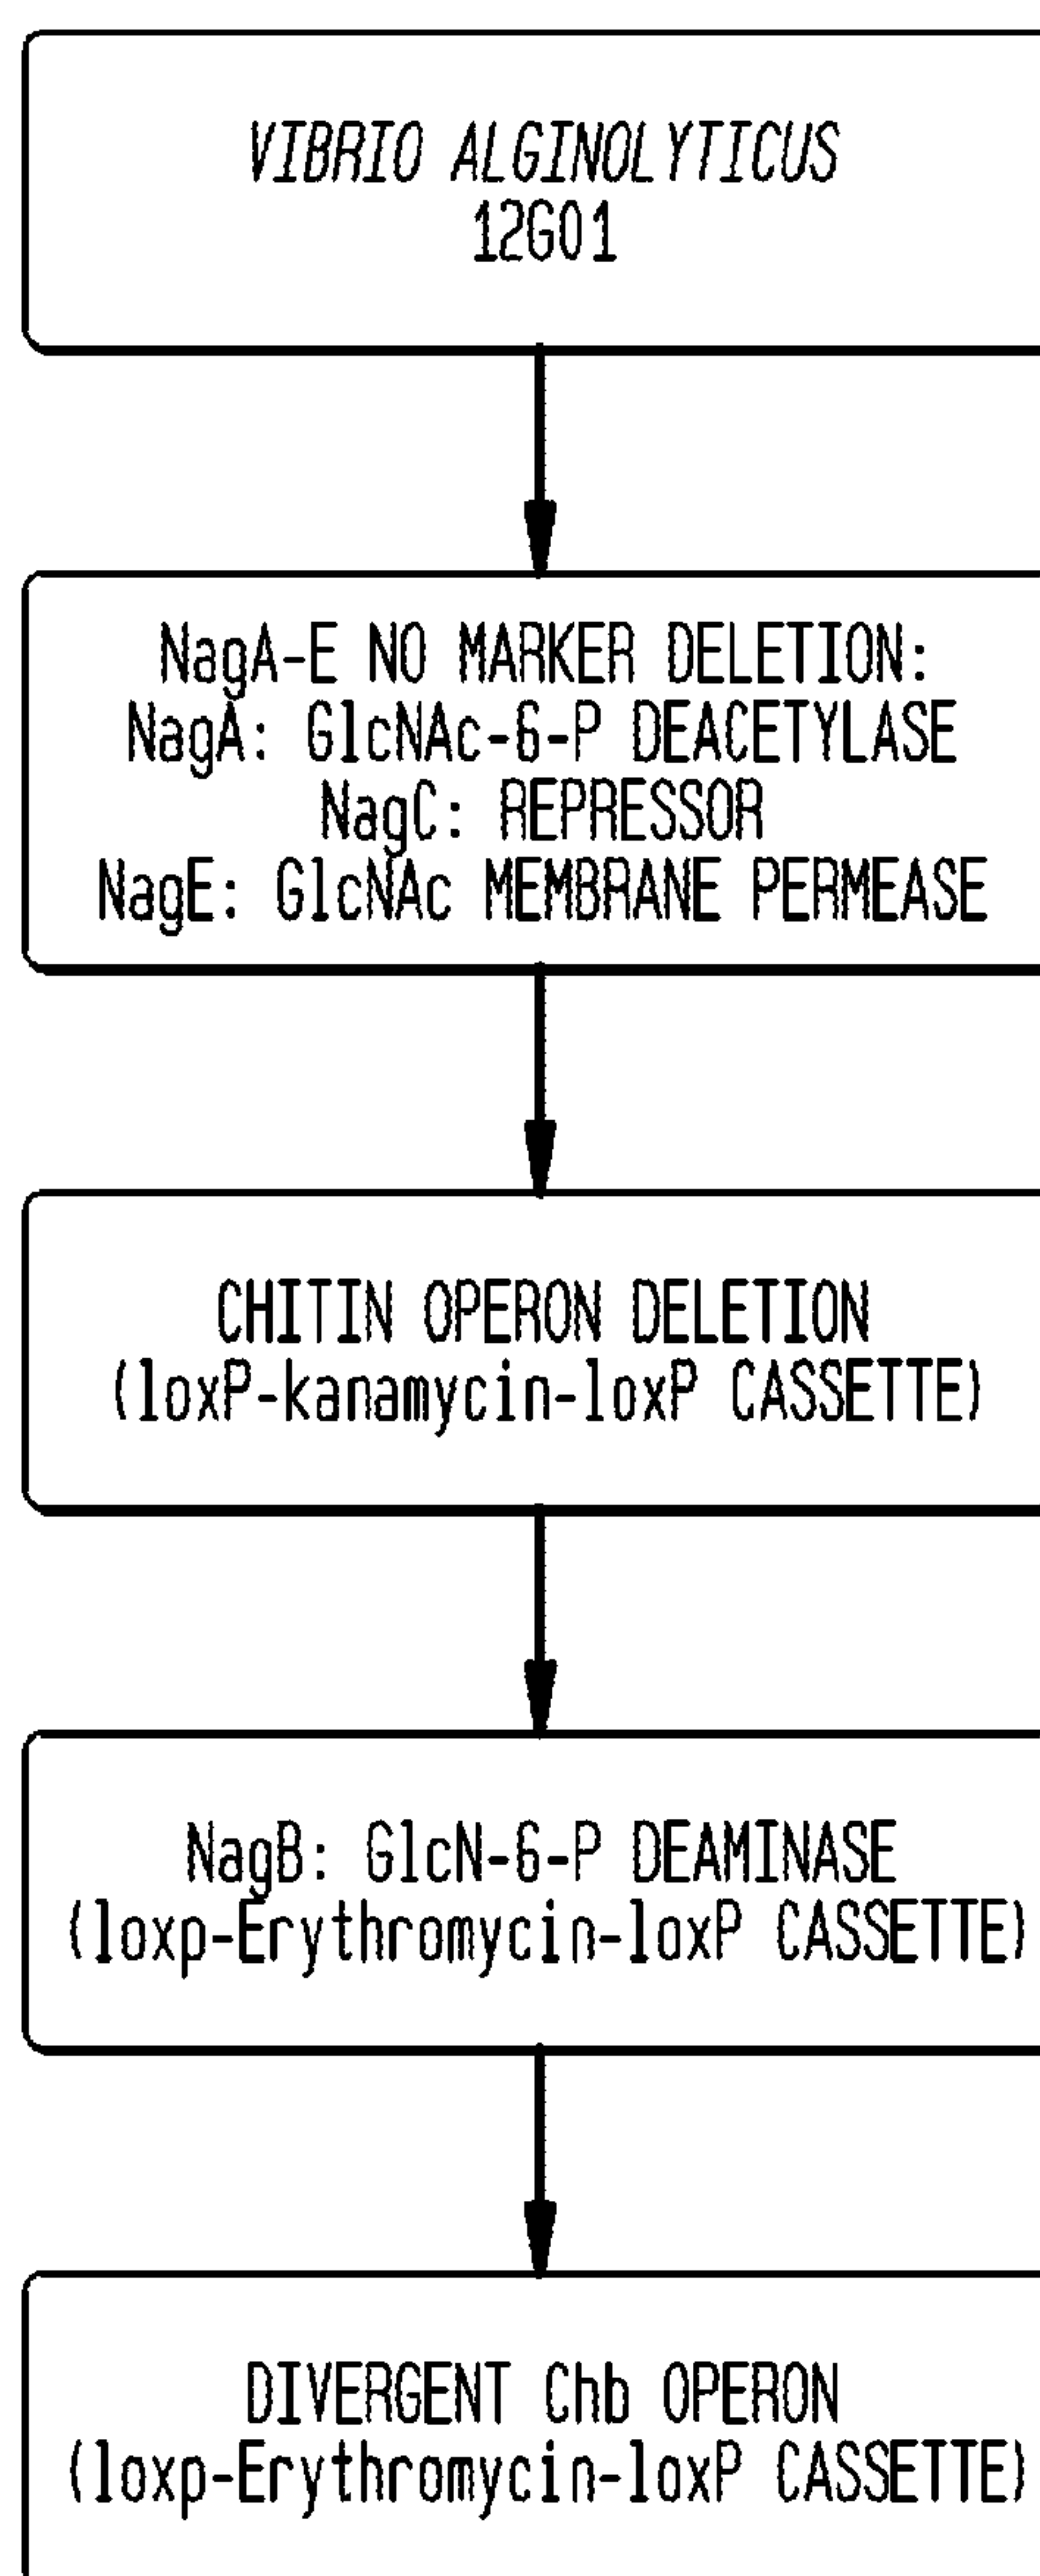 VIBRIO ALGINOLYTICUS
12G01
NagA-E NO MARKER DELETION:
NagA: GlcNAc-6-P DEACETYLASE
NagC: REPRESSOR
NagE: GlcNAc MEMBRANE PERMEASE
CHITIN OPERON DELETION
(loxP-kanamycin-loxP CASSETTE)
NagB: GlcN-6-P DEAMINASE
(loxp-Erythromycin-loxP CASSETTE)
DIVERGENT Chb OPERON
(loxp-Erythromycin-loxP CASSETTE)